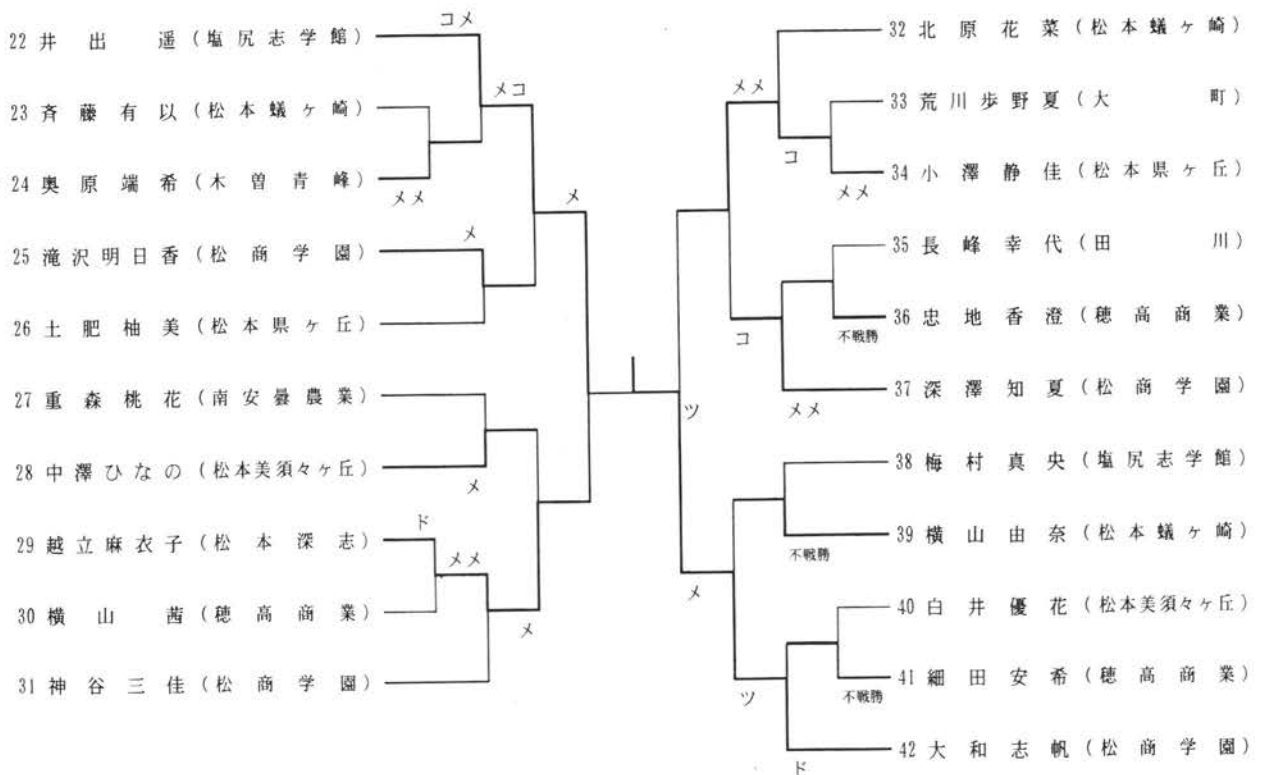 コメ
22 井出 遥 (塩尻志学館)
メコ
23 斉藤有以 (松本蟻ヶ崎)
24 奥原端希 (木曽青峰)
メメ
メ
25 滝沢明日香 (松商学園)
メ
26 土肥柚美 (松本県ヶ丘)
27 重森桃花 (南安曇農業)
28 中澤ひなの (松本美須々ヶ丘)
メ
29 越立麻衣子 (松本深志)
ド
メメ
30 横山 茜 (穂高商業)
メ
31 神谷三佳 (松商学園)
32 北原花菜 (松本蟻ヶ崎)
メメ
33 荒川歩野夏 (大町)
コ
34 小澤静佳 (松本県ヶ丘)
メメ
35 長峰幸代 (田川)
36 忠地香澄 (穂高商業)
不戦勝
コ
37 深澤知夏 (松商学園)
メメ
ツ
38 梅村真央 (塩尻志学館)
39 横山由奈 (松本蟻ヶ崎)
不戦勝
メ
40 白井優花 (松本美須々ヶ丘)
41 細田安希 (穂高商業)
不戦勝
ツ
42 大和志帆 (松商学園)
ド